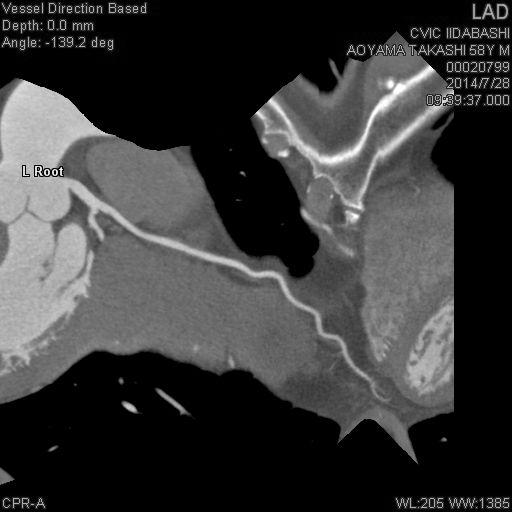 Vessel Direction Based
Depth: 0.0 mm
Angle: -139.2 deg
LAD
CVIC IIDABASHI
AOYAMA TAKASHI 58Y M
00020799
2014/7/28
09:39:37.000
L Root
CPR-A
WL:205 WW:1385